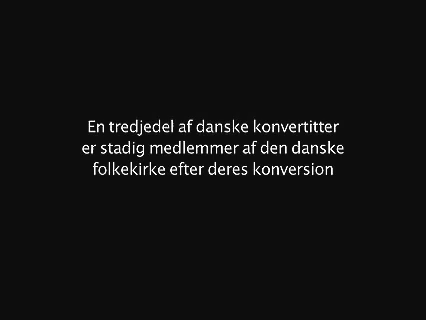 En tredjedel af danske konvertitter
er stadig medlemmer af den danske
folkekirke efter deres konversion